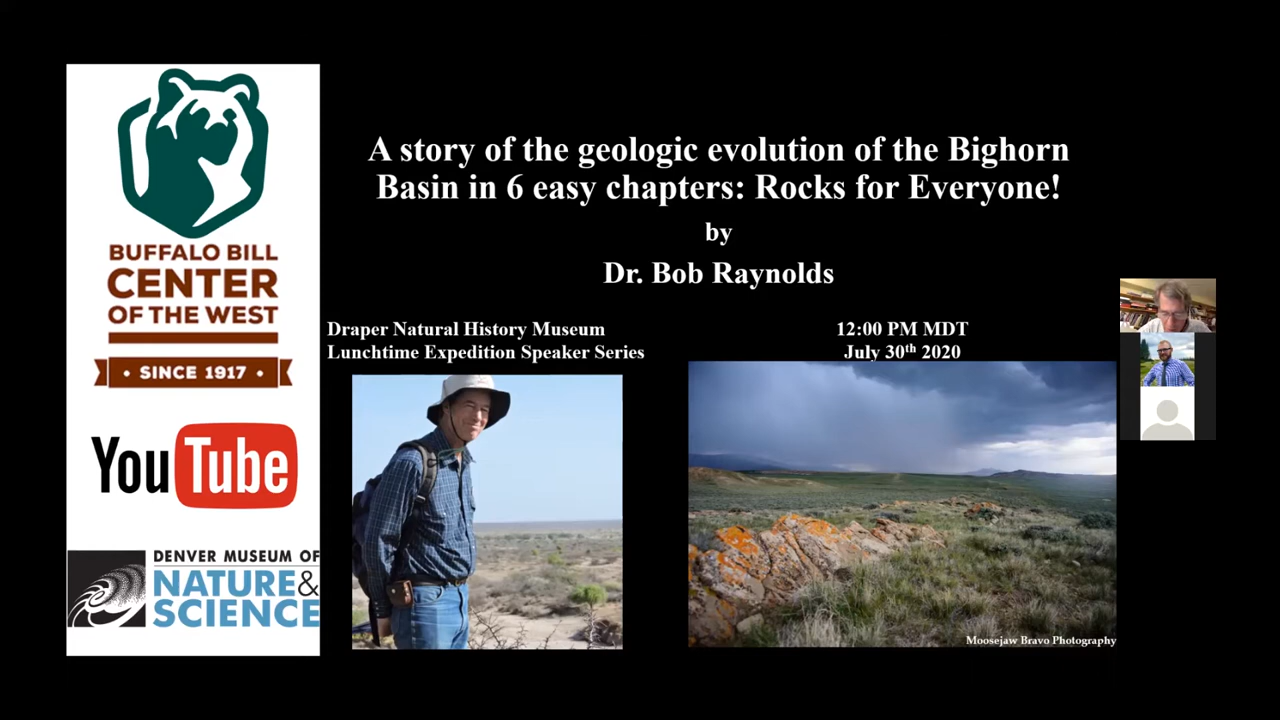 BUFFALO BILL
CENTER
OF THE WEST
• SINCE 1917 •
YouTube
DENVER MUSEUM OF
NATURE&
SCIENCE
A story of the geologic evolution of the Bighorn
Basin in 6 easy chapters: Rocks for Everyone!
by
Dr. Bob Raynolds
Draper Natural History Museum
Lunchtime Expedition Speaker Series
12:00 PM MDT
July 30th 2020
Moosejaw Bravo Photography